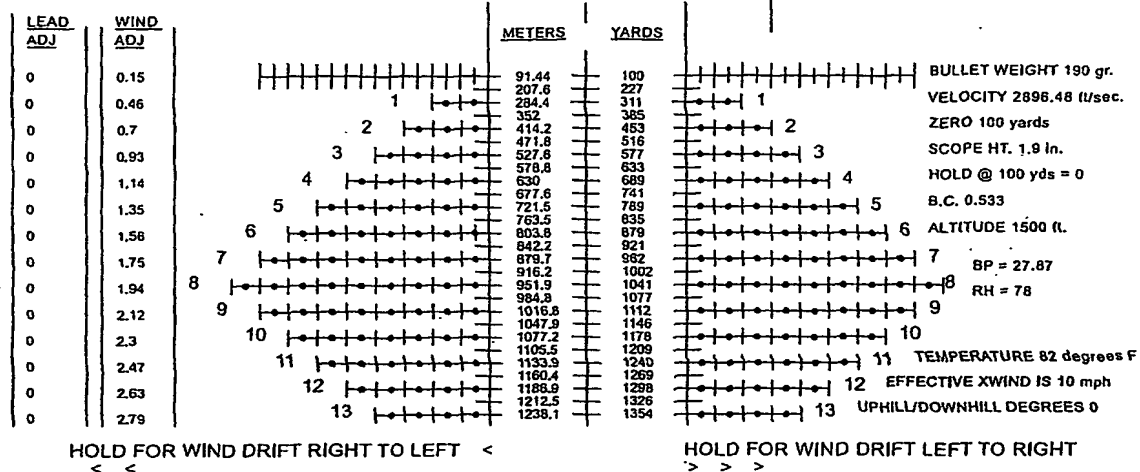 LEAD ADJ WIND ADJ METERS YARDS
0 0.15 91.44 100 BULLET WEIGHT 190 gr.
207.6 227
0 0.46 1 284.4 311 1 VELOCITY 2896.48 ft/sec.
352 385
0 0.7 2 414.2 453 2 ZERO 100 yards
471.8 516
0 0.93 3 527.6 577 3 SCOPE HT. 1.9 in.
578.8 633
0 1.14 4 630 689 4 HOLD @ 100 yds = 0
677.6 741
0 1.35 5 721.5 789 5 B.C. 0.533
763.5 835
0 1.56 6 803.8 879 6 ALTITUDE 1500 ft.
842.2 921
0 1.75 7 879.7 962 7 BP = 27.87
916.2 1002
0 1.94 8 951.9 1041 8 RH = 78
984.8 1077
0 2.12 9 1016.8 1112 9
1047.9 1146
0 2.3 10 1077.2 1178 10
1105.5 1209
0 2.47 11 1133.9 1240 11 TEMPERATURE 82 degrees F
1160.4 1269
0 2.63 12 1186.9 1298 12 EFFECTIVE XWIND IS 10 mph
1212.5 1326
0 2.79 13 1238.1 1354 13 UPHILL/DOWNHILL DEGREES 0
HOLD FOR WIND DRIFT RIGHT TO LEFT < HOLD FOR WIND DRIFT LEFT TO RIGHT
< < > > >